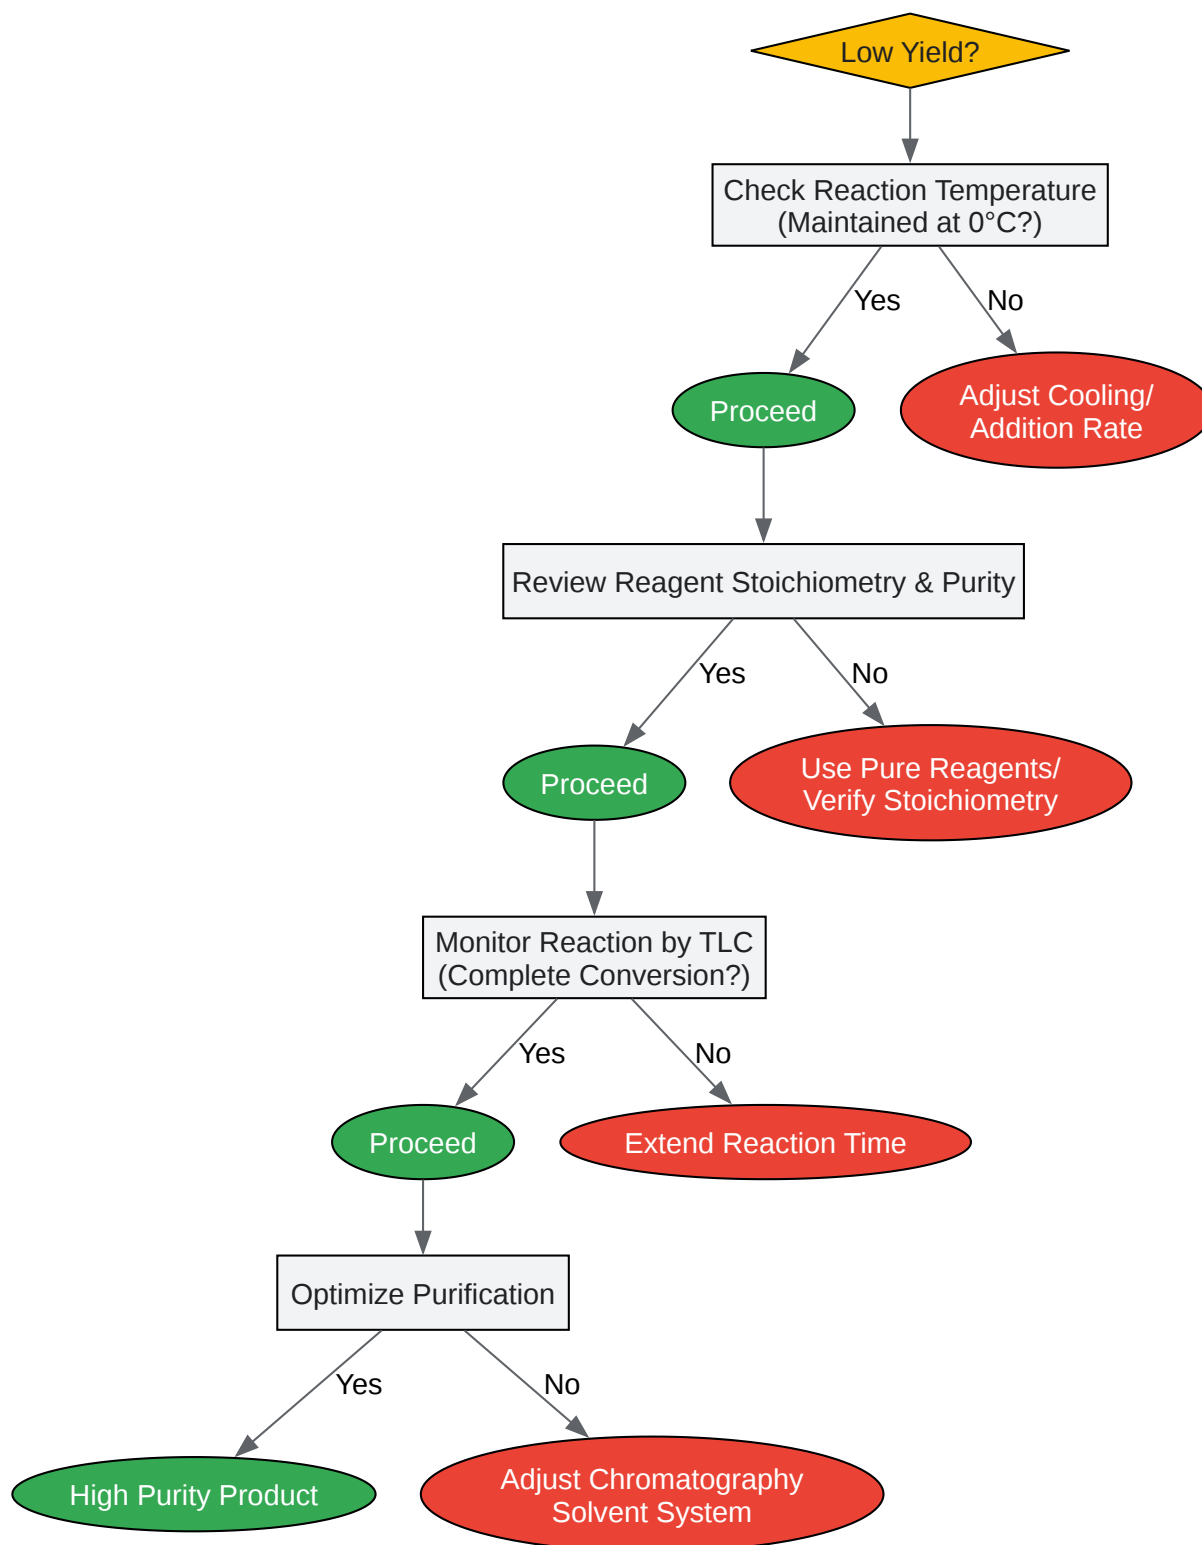 Low Yield?
Check Reaction Temperature
(Maintained at 0°C?)
Yes
No
Proceed
Adjust Cooling/
Addition Rate
Review Reagent Stoichiometry & Purity
Yes
No
Proceed
Use Pure Reagents/
Verify Stoichiometry
Monitor Reaction by TLC
(Complete Conversion?)
Yes
No
Proceed
Extend Reaction Time
Optimize Purification
Yes
No
High Purity Product
Adjust Chromatography
Solvent System